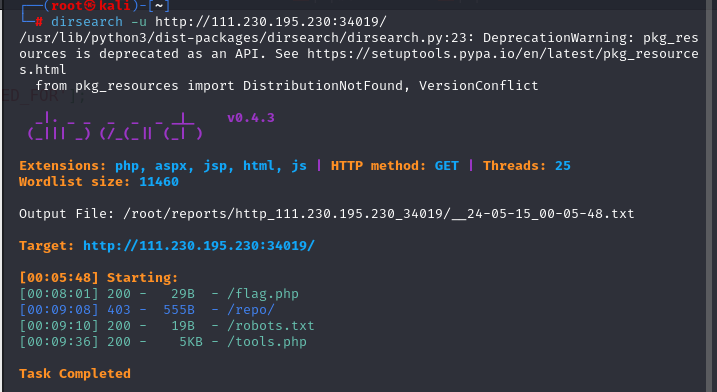 (root㉿kali)-[~]
# dirsearch -u http://111.230.195.230:34019/
/usr/lib/python3/dist-packages/dirsearch/dirsearch.py:23: DeprecationWarning: pkg_res
ources is deprecated as an API. See https://setuptools.pypa.io/en/latest/pkg_resource
s.html
  from pkg_resources import DistributionNotFound, VersionConflict
v0.4.3
Extensions: php, aspx, jsp, html, js | HTTP method: GET | Threads: 25
Wordlist size: 11460
Output File: /root/reports/http_111.230.195.230_34019/__24-05-15_00-05-48.txt
Target: http://111.230.195.230:34019/
[00:05:48] Starting:
[00:08:01] 200 -   29B  - /flag.php
[00:09:08] 403 -  555B  - /repo/
[00:09:10] 200 -   19B  - /robots.txt
[00:09:36] 200 -    5KB - /tools.php
Task Completed